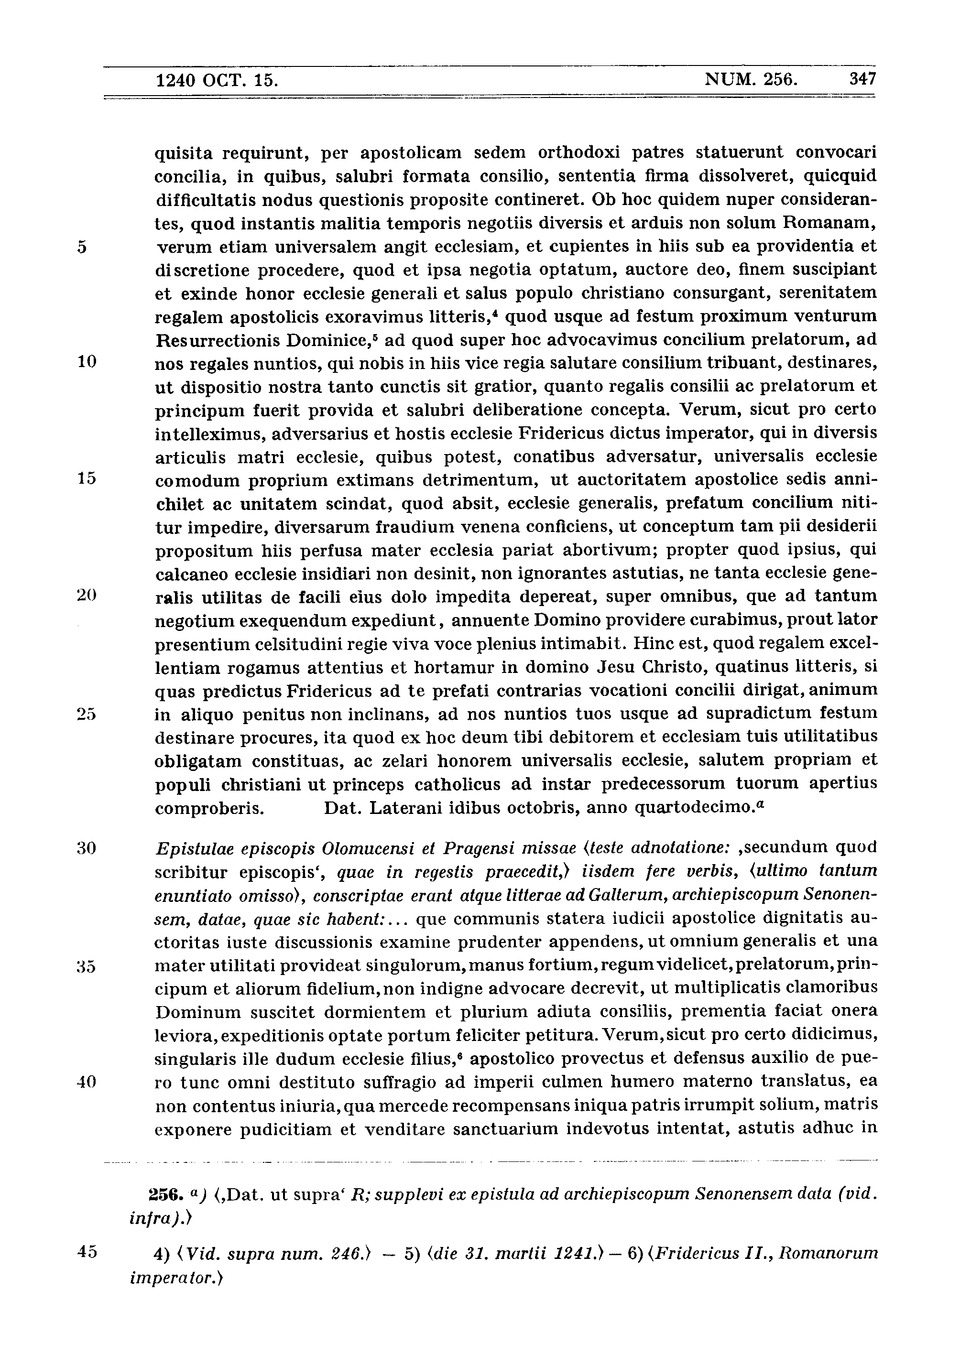 1240 OCT. 15. NUM. 256. 347
quisita requirunt, per apostolicam sedem orthodoxi patres statuerunt convocari
concilia, in quibus, salubri formata consilio, sententia firma dissolveret, quicquid
difficultatis nodus questionis proposite contineret. Ob hoc quidem nuper consideran-
tes, quod instantis malitia temporis negotiis diversis et arduis non solum Romanam,
5 verum etiam universalem angit ecclesiam, et cupientes in hiis sub ea providentia et
discretione procedere, quod et ipsa negotia optatum, auctore deo, finem suscipiant
et exinde honor ecclesie generali et salus populo christiano consurgant, serenitatem
regalem apostolicis exoravimus litteris,⁴ quod usque ad festum proximum venturum
Resurrectionis Dominice,⁵ ad quod super hoc advocavimus concilium prelatorum, ad
10 nos regales nuntios, qui nobis in hiis vice regia salutare consilium tribuant, destinares,
ut dispositio nostra tanto cunctis sit gratior, quanto regalis consilii ac prelatorum et
principum fuerit provida et salubri deliberatione concepta. Verum, sicut pro certo
intelleximus, adversarius et hostis ecclesie Fridericus dictus imperator, qui in diversis
articulis matri ecclesie, quibus potest, conatibus adversatur, universalis ecclesie
15 comodum proprium extimans detrimentum, ut auctoritatem apostolice sedis anni-
chilet ac unitatem scindat, quod absit, ecclesie generalis, prefatum concilium niti-
tur impedire, diversarum fraudium venena conficiens, ut conceptum tam pii desiderii
propositum hiis perfusa mater ecclesia pariat abortivum; propter quod ipsius, qui
calcaneo ecclesie insidiari non desinit, non ignorantes astutias, ne tanta ecclesie gene-
20 ralis utilitas de facili eius dolo impedita depereat, super omnibus, que ad tantum
negotium exequendum expediunt, annuente Domino providere curabimus, prout lator
presentium celsitudini regie viva voce plenius intimabit. Hinc est, quod regalem excel-
lentiam rogamus attentius et hortamur in domino Jesu Christo, quatinus litteris, si
quas predictus Fridericus ad te prefati contrarias vocationi concilii dirigat, animum
25 in aliquo penitus non inclinans, ad nos nuntios tuos usque ad supradictum festum
destinare procures, ita quod ex hoc deum tibi debitorem et ecclesiam tuis utilitatibus
obligatam constituas, ac zelari honorem universalis ecclesie, salutem propriam et
populi christiani ut princeps catholicus ad instar predecessorum tuorum apertius
comproberis. Dat. Laterani idibus octobris, anno quartodecimo.ᵃ
30 Epistulae episcopis Olomucensi et Pragensi missae ⟨teste adnotatione: ‚secundum quod
scribitur episcopis‘, quae in regestis praecedit,⟩ iisdem fere verbis, ⟨ultimo tantum
enuntiato omisso⟩, conscriptae erant atque litterae ad Galterum, archiepiscopum Senonen-
sem, datae, quae sic habent:... que communis statera iudicii apostolice dignitatis au-
ctoritas iuste discussionis examine prudenter appendens, ut omnium generalis et una
35 mater utilitati provideat singulorum, manus fortium, regum videlicet, prelatorum, prin-
cipum et aliorum fidelium, non indigne advocare decrevit, ut multiplicatis clamoribus
Dominum suscitet dormientem et plurium adiuta consiliis, prementia faciat onera
leviora, expeditionis optate portum feliciter petitura. Verum, sicut pro certo didicimus,
singularis ille dudum ecclesie filius,⁶ apostolico provectus et defensus auxilio de pue-
40 ro tunc omni destituto suffragio ad imperii culmen humero materno translatus, ea
non contentus iniuria, qua mercede recompensans iniqua patris irrumpit solium, matris
exponere pudicitiam et venditare sanctuarium indevotus intentat, astutis adhuc in
256. ᵃ) ⟨‚Dat. ut supra‘ R; supplevi ex epistula ad archiepiscopum Senonensem data (vid.
infra).⟩
45 4) ⟨Vid. supra num. 246.⟩ — 5) ⟨die 31. martii 1241.⟩ — 6) ⟨Fridericus II., Romanorum
imperator.⟩